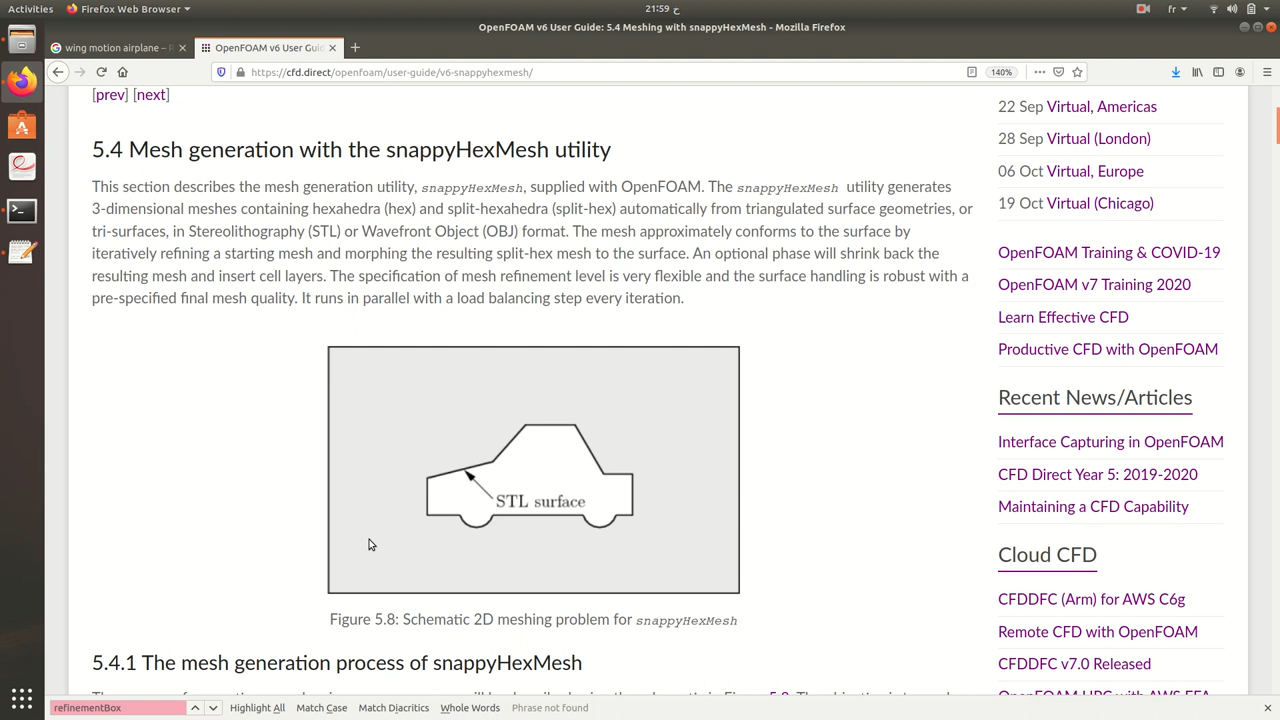 Activities
Firefox Web Browser
21:59 ح
fr
OpenFOAM v6 User Guide: 5.4 Meshing with snappyHexMesh - Mozilla Firefox
wing motion airplane –
OpenFOAM v6 User Guid
https://cfd.direct/openfoam/user-guide/v6-snappyhexmesh/
140%
[prev] [next]
5.4 Mesh generation with the snappyHexMesh utility
This section describes the mesh generation utility, snappyHexMesh, supplied with OpenFOAM. The snappyHexMesh utility generates
3-dimensional meshes containing hexahedra (hex) and split-hexahedra (split-hex) automatically from triangulated surface geometries, or
tri-surfaces, in Stereolithography (STL) or Wavefront Object (OBJ) format. The mesh approximately conforms to the surface by
iteratively refining a starting mesh and morphing the resulting split-hex mesh to the surface. An optional phase will shrink back the
resulting mesh and insert cell layers. The specification of mesh refinement level is very flexible and the surface handling is robust with a
pre-specified final mesh quality. It runs in parallel with a load balancing step every iteration.
STL surface
Figure 5.8: Schematic 2D meshing problem for snappyHexMesh
5.4.1 The mesh generation process of snappyHexMesh
22 Sep Virtual, Americas
28 Sep Virtual (London)
06 Oct Virtual, Europe
19 Oct Virtual (Chicago)
OpenFOAM Training & COVID-19
OpenFOAM v7 Training 2020
Learn Effective CFD
Productive CFD with OpenFOAM
Recent News/Articles
Interface Capturing in OpenFOAM
CFD Direct Year 5: 2019-2020
Maintaining a CFD Capability
Cloud CFD
CFDDFC (Arm) for AWS C6g
Remote CFD with OpenFOAM
CFDDFC v7.0 Released
refinementBox
Highlight All
Match Case
Match Diacritics
Whole Words
Phrase not found